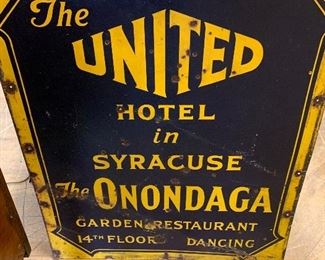 The
UNITED
HOTEL
in
SYRACUSE
The ONONDAGA
GARDEN RESTAURANT
14TH FLOOR DANCING